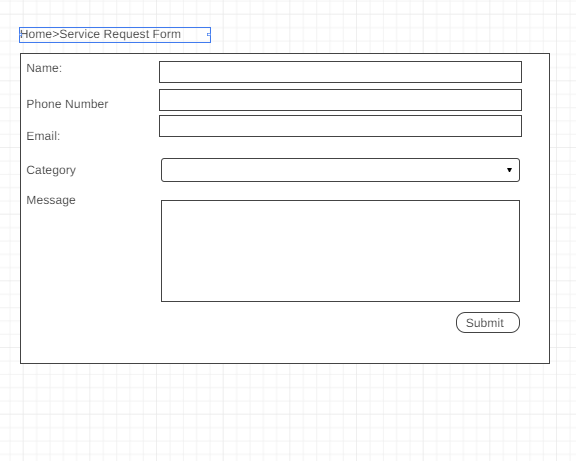 Home>Service Request Form
Name:
Phone Number
Email:
Category
Message
Submit